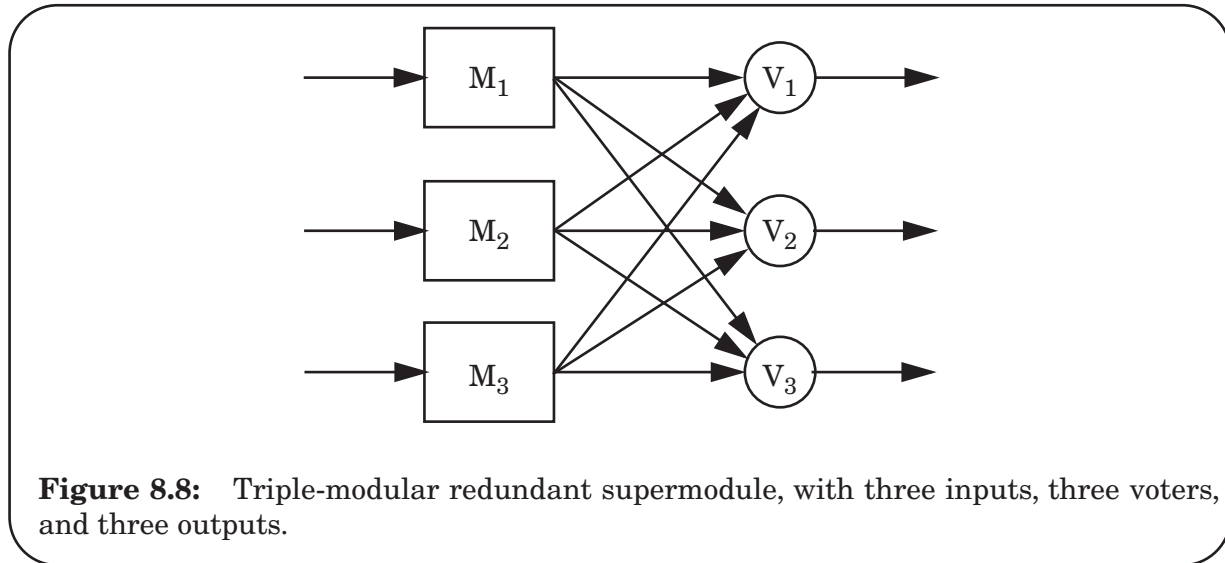 M1
V1
M2
V2
M3
V3
Figure 8.8: Triple-modular redundant supermodule, with three inputs, three voters,
and three outputs.